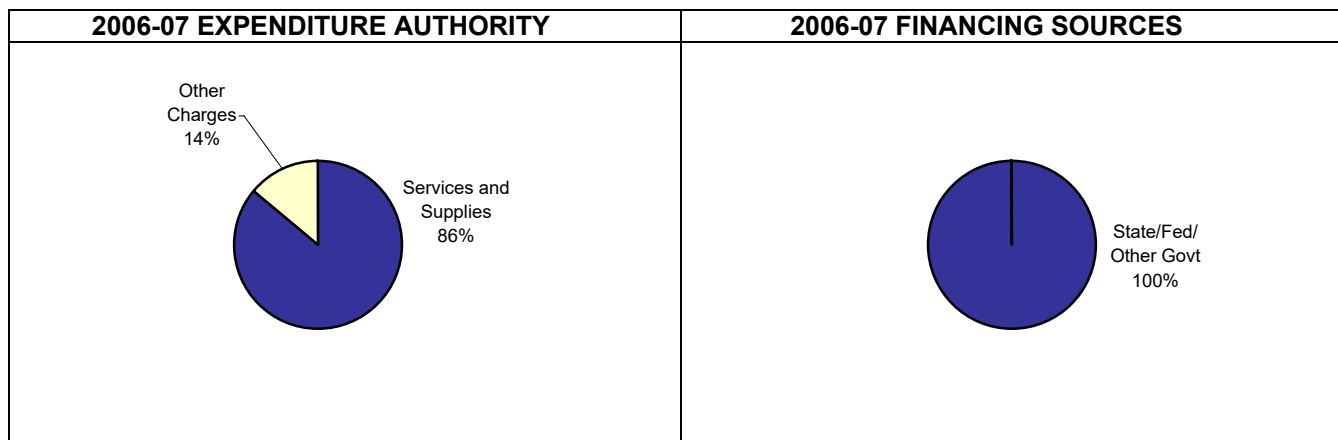 2006-07 EXPENDITURE AUTHORITY
Other
Charges
14%
Services and
Supplies
86%
2006-07 FINANCING SOURCES
State/Fed/
Other Govt
100%